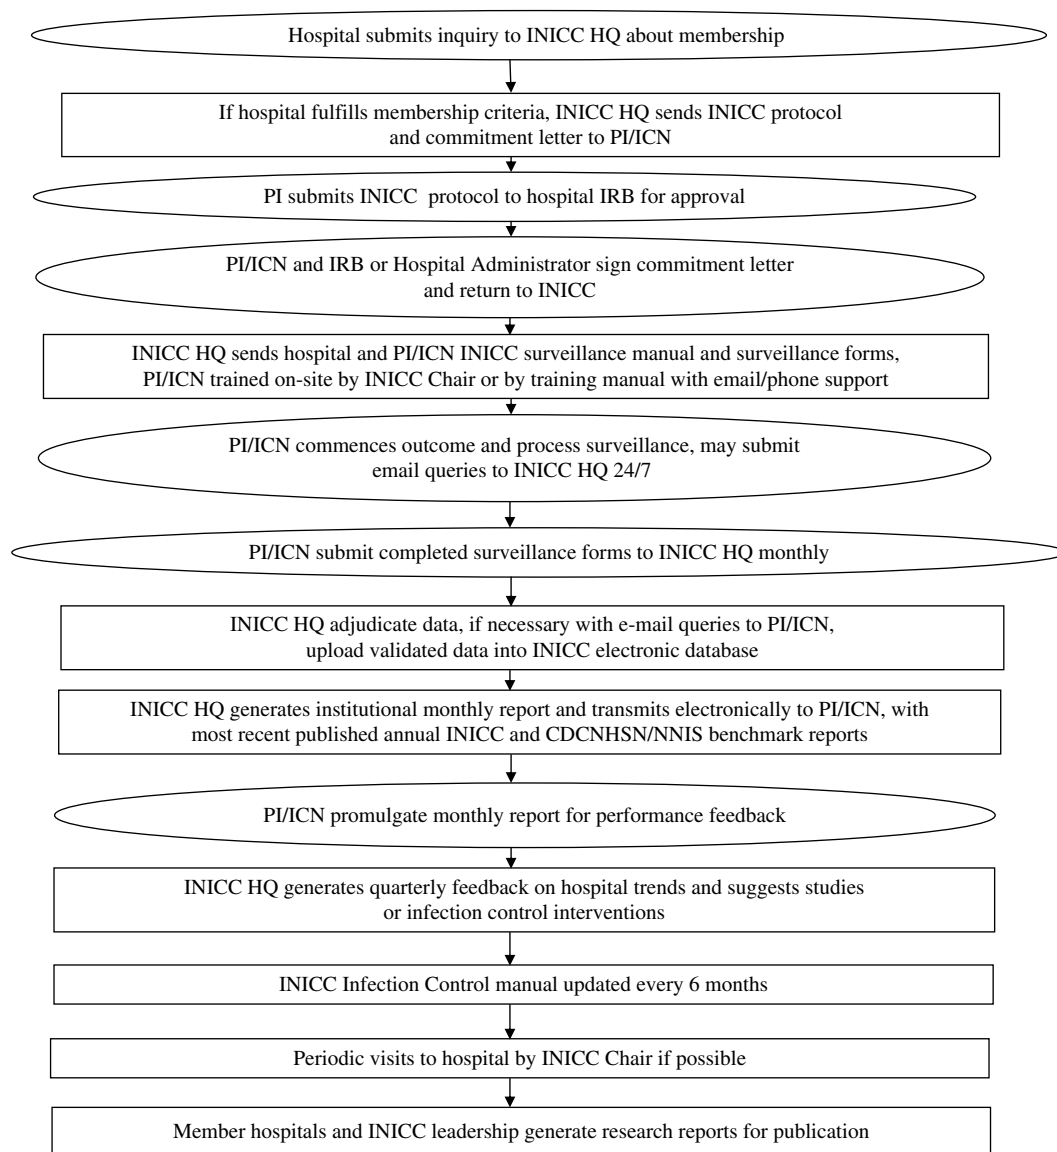 Hospital submits inquiry to INICC HQ about membership
If hospital fulfills membership criteria, INICC HQ sends INICC protocol
and commitment letter to PI/ICN
PI submits INICC protocol to hospital IRB for approval
PI/ICN and IRB or Hospital Administrator sign commitment letter
and return to INICC
INICC HQ sends hospital and PI/ICN INICC surveillance manual and surveillance forms,
PI/ICN trained on-site by INICC Chair or by training manual with email/phone support
PI/ICN commences outcome and process surveillance, may submit
email queries to INICC HQ 24/7
PI/ICN submit completed surveillance forms to INICC HQ monthly
INICC HQ adjudicate data, if necessary with e-mail queries to PI/ICN,
upload validated data into INICC electronic database
INICC HQ generates institutional monthly report and transmits electronically to PI/ICN, with
most recent published annual INICC and CDCNHSN/NNIS benchmark reports
PI/ICN promulgate monthly report for performance feedback
INICC HQ generates quarterly feedback on hospital trends and suggests studies
or infection control interventions
INICC Infection Control manual updated every 6 months
Periodic visits to hospital by INICC Chair if possible
Member hospitals and INICC leadership generate research reports for publication